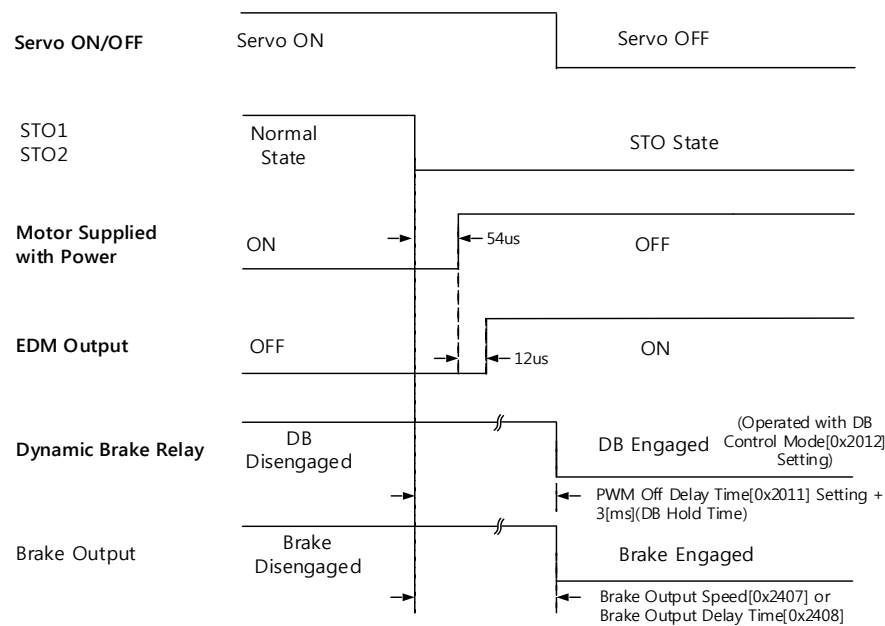 Servo ON/OFF
Servo ON
Servo OFF
STO1
STO2
Normal
State
STO State
Motor Supplied
with Power
ON
54us
OFF
EDM Output
OFF
12us
ON
Dynamic Brake Relay
DB
Disengaged
DB Engaged
(Operated with DB
Control Mode[0x2012]
Setting)
PWM Off Delay Time[0x2011] Setting +
3[ms](DB Hold Time)
Brake Output
Brake
Disengaged
Brake Engaged
Brake Output Speed[0x2407] or
Brake Output Delay Time[0x2408]